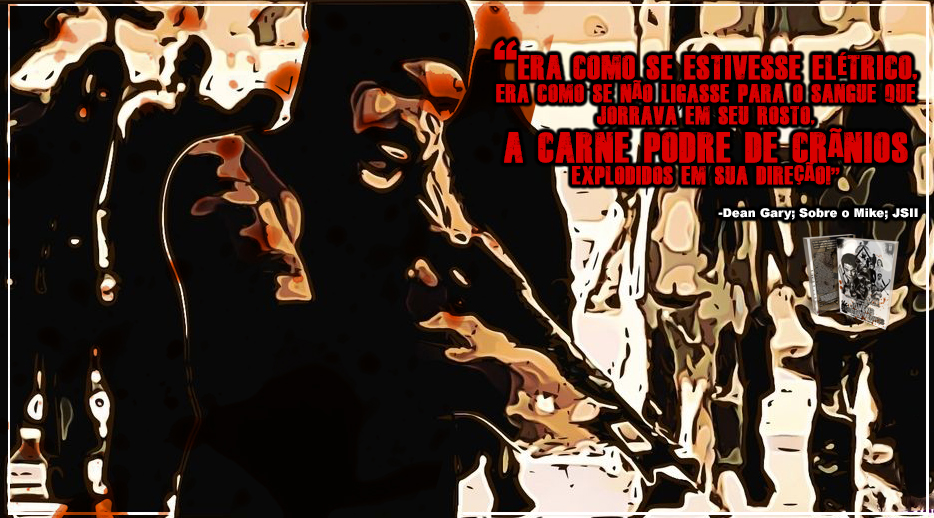 “ERA COMO SE ESTIVESSE ELÉTRICO.
ERA COMO SE NÃO LIGASSE PARA O SANGUE QUE
JORRAVA EM SEU ROSTO,
A CARNE PODRE DE CRÂNIOS
EXPLODIDOS EM SUA DIREÇÃO!”
-Dean Gary; Sobre o Mike; JSII